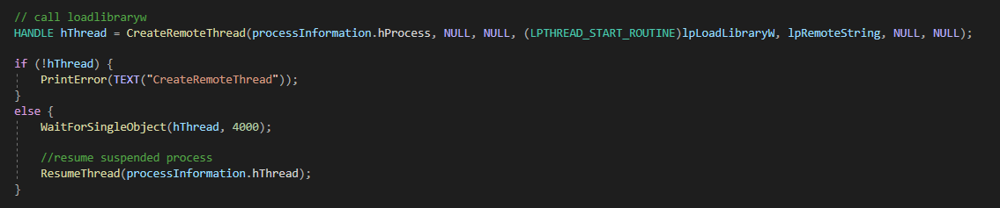 // call loadlibraryw
HANDLE hThread = CreateRemoteThread(processInformation.hProcess, NULL, NULL, (LPTHREAD_START_ROUTINE)lpLoadLibraryW, lpRemoteString, NULL, NULL);
if (!hThread) {
PrintError(TEXT("CreateRemoteThread"));
}
else {
WaitForSingleObject(hThread, 4000);
//resume suspended process
ResumeThread(processInformation.hThread);
}